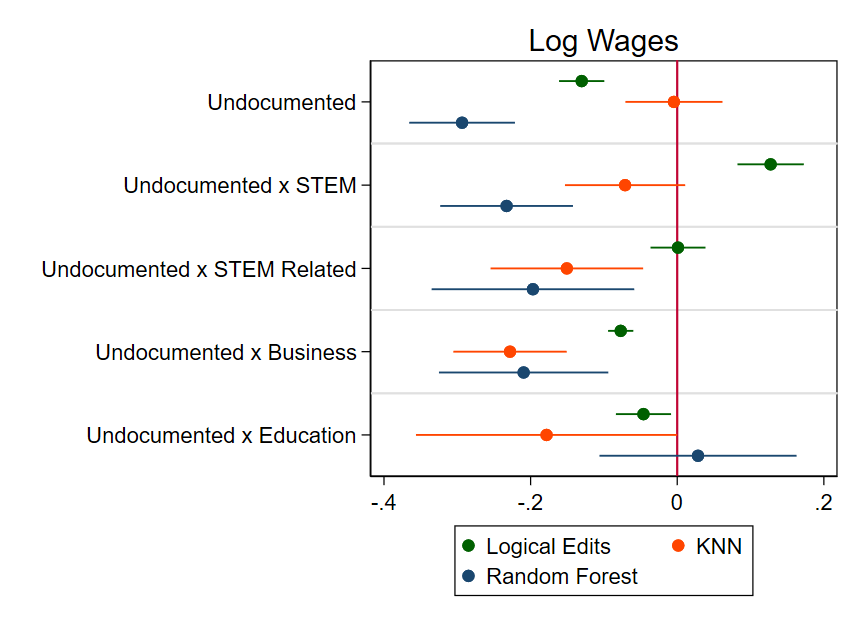 Log Wages
Undocumented
Undocumented x STEM
Undocumented x STEM Related
Undocumented x Business
Undocumented x Education
-.4 -.2 0 .2
Logical Edits KNN
Random Forest